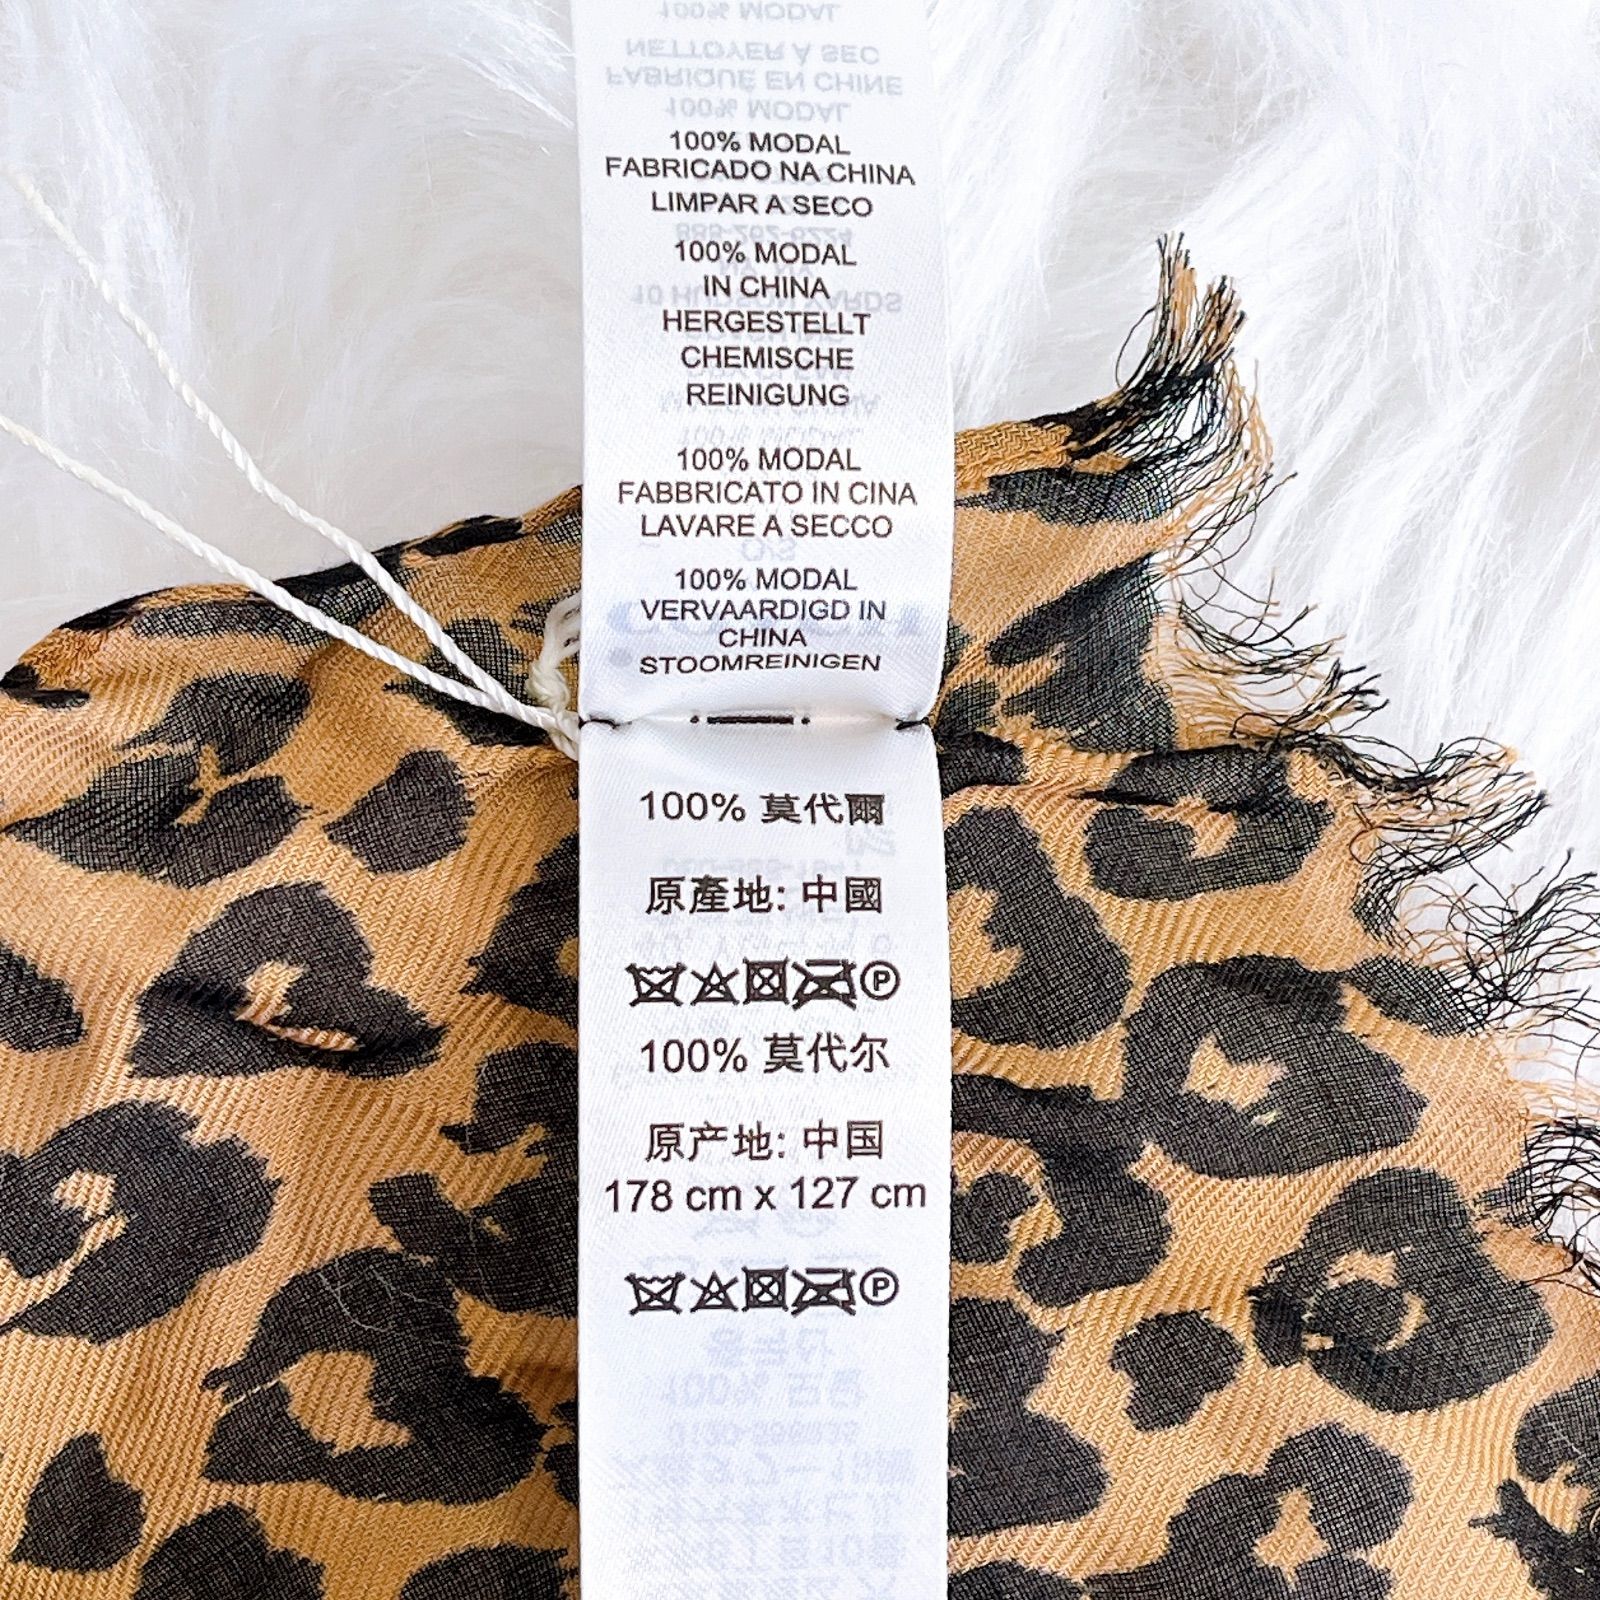 100% MODAL
FABRICADO NA CHINA
LIMPAR A SECO
100% MODAL
IN CHINA
HERGESTELLT
CHEMISCHE
REINIGUNG
100% MODAL
FABBRICATO IN CINA
LAVARE A SECCO
100% MODAL
VERVAARDIGD IN
CHINA
STOOMREINIGEN
100% 莫代爾
原產地: 中國
P
100% 莫代尔
原产地: 中国
178 cm x 127 cm
P